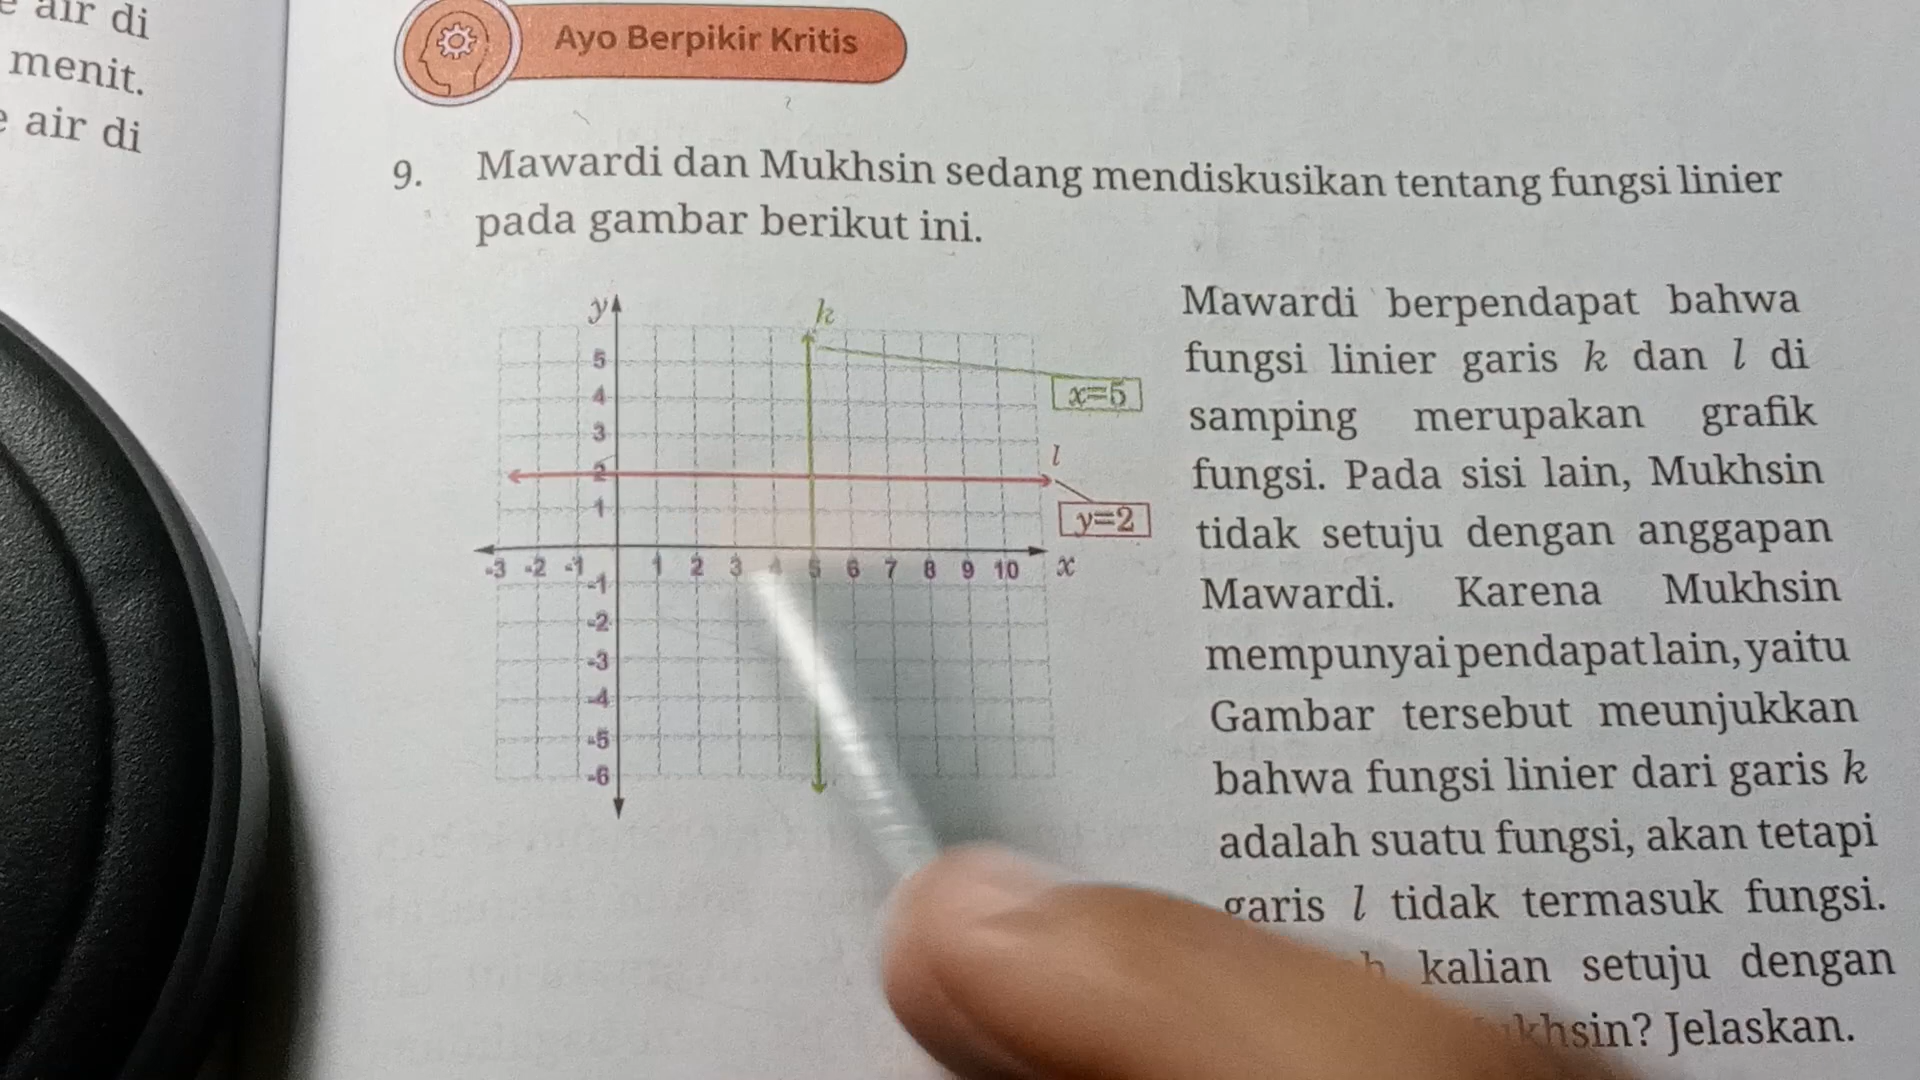 air di
menit.
air di
Ayo Berpikir Kritis
9. Mawardi dan Mukhsin sedang mendiskusikan tentang fungsi linier
pada gambar berikut ini.
y
k
5
4
3
2
1
x=5
l
y=2
-3 -2 -1 1 2 3 4 5 6 7 8 9 10 x
-1
-2
-3
-4
-5
-6
Mawardi berpendapat bahwa
fungsi linier garis k dan l di
samping merupakan grafik
fungsi. Pada sisi lain, Mukhsin
tidak setuju dengan anggapan
Mawardi. Karena Mukhsin
mempunyai pendapat lain, yaitu
Gambar tersebut meunjukkan
bahwa fungsi linier dari garis k
adalah suatu fungsi, akan tetapi
garis l tidak termasuk fungsi.
kalian setuju dengan
Jelaskan.